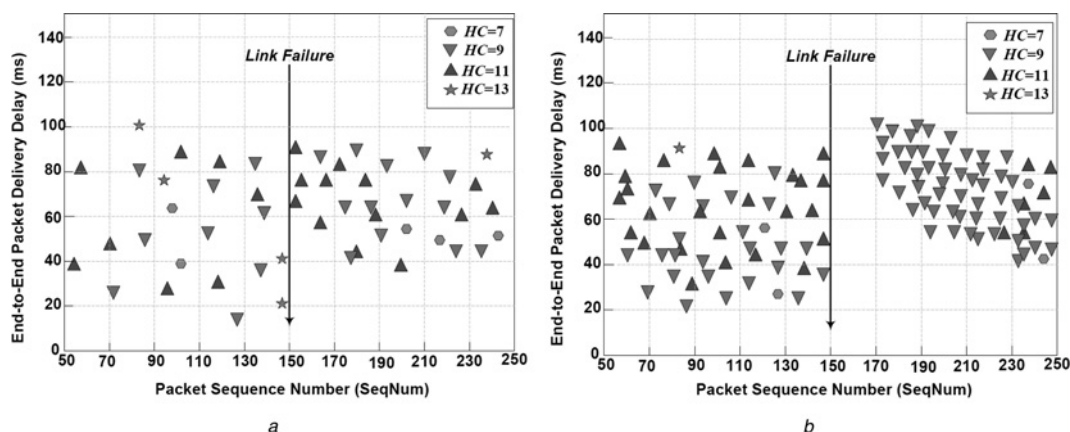 140
120
100
80
60
40
20
0
End-to-End Packet Delivery Delay (ms)
Link Failure
HC=7
HC=9
HC=11
HC=13
50 70 90 110 130 150 170 190 210 230 250
Packet Sequence Number (SeqNum)
a
140
120
100
80
60
40
20
0
End-to-End Packet Delivery Delay (ms)
Link Failure
HC=7
HC=9
HC=11
HC=13
50 70 90 110 130 150 170 190 210 230 250
Packet Sequence Number (SeqNum)
b